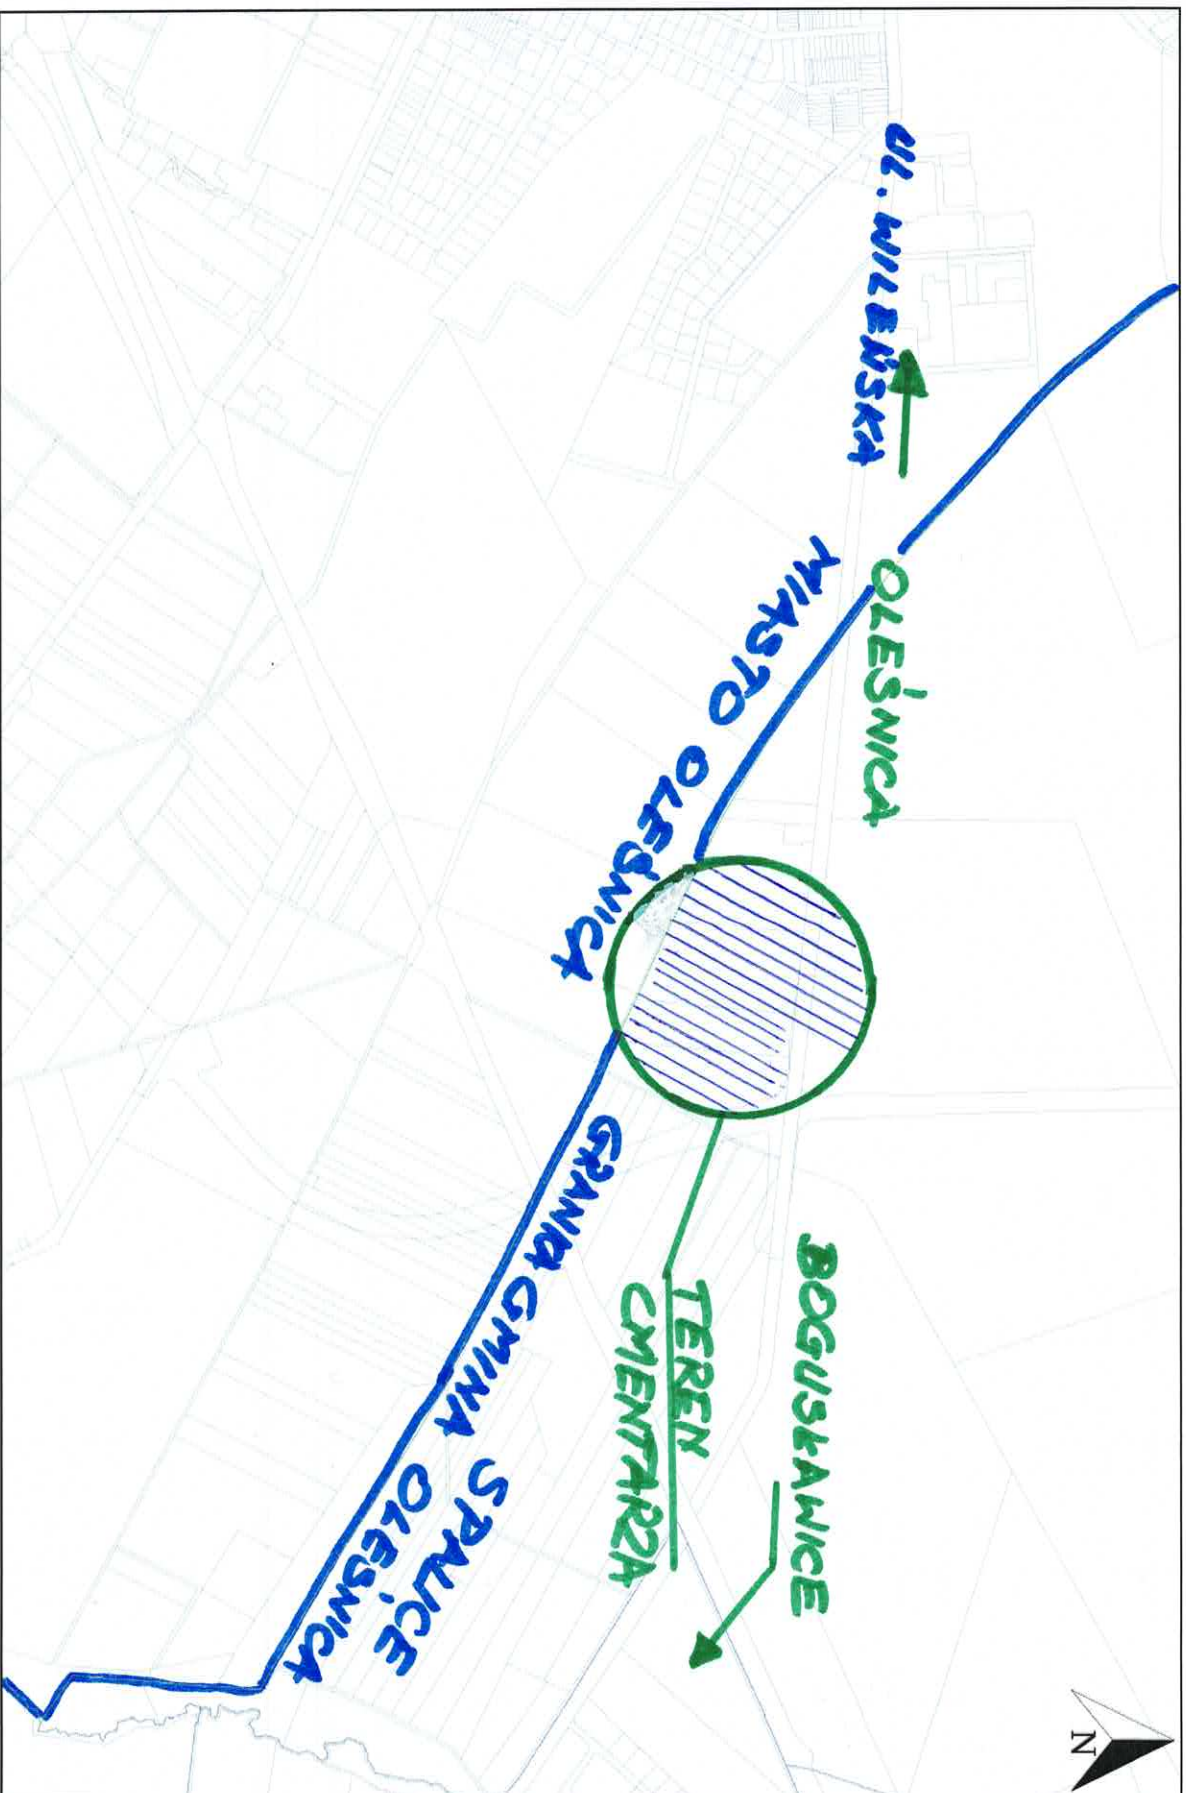 UL. WILEŃSKA
OLEŚNICA
MIASTO OLEŚNICA
BOGUSŁAWICE
TEREN
CMENTARZA
GRANICA GMINA OLEŚNICA
SPALICE
N